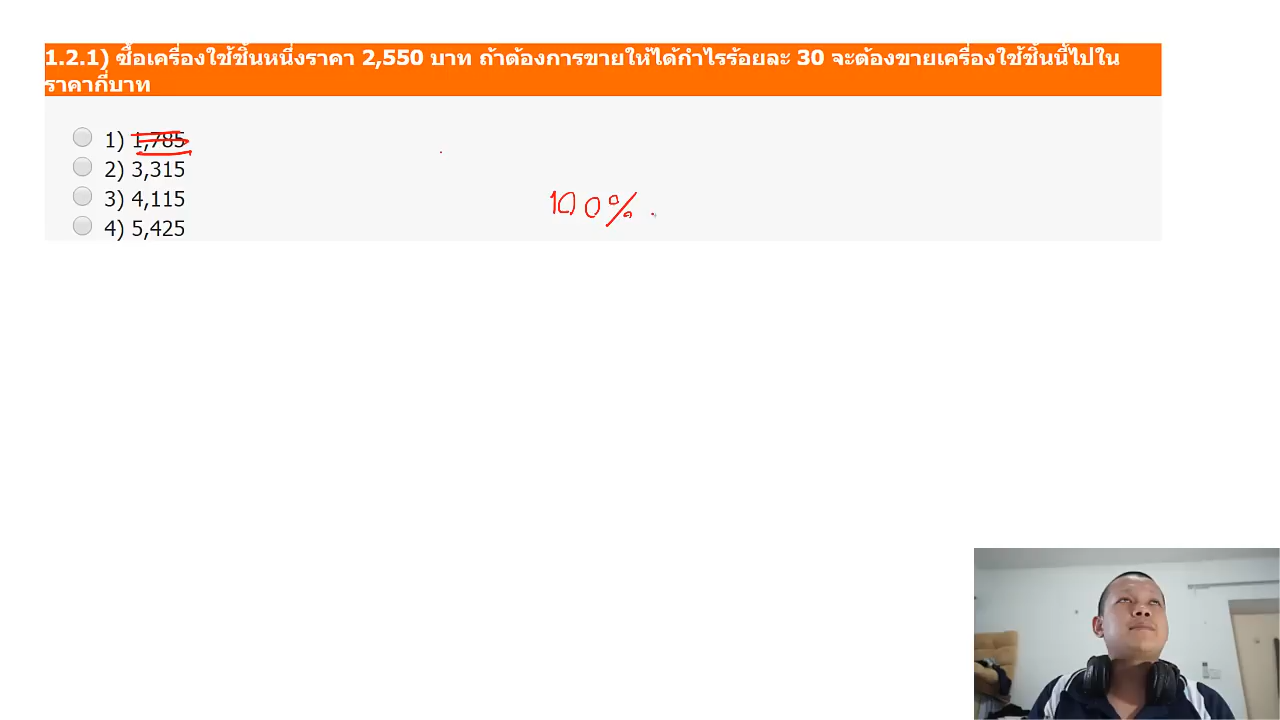 1.2.1) ซื้อเครื่องใช้ชิ้นหนึ่งราคา 2,550 บาท ถ้าต้องการขายให้ได้กำไรร้อยละ 30 จะต้องขายเครื่องใช้ชิ้นนี้ไปใน
ราคากี่บาท
1) 1,785
2) 3,315
3) 4,115
4) 5,425
100%